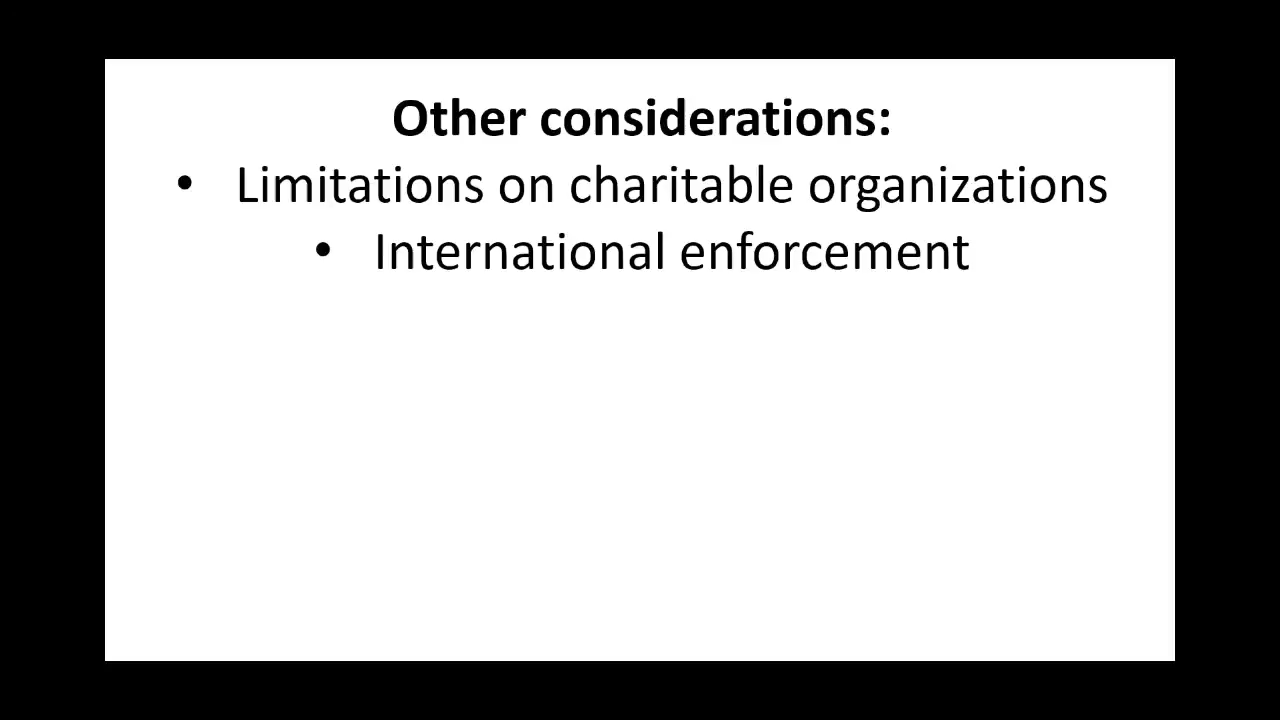 Other considerations:
• Limitations on charitable organizations
• International enforcement